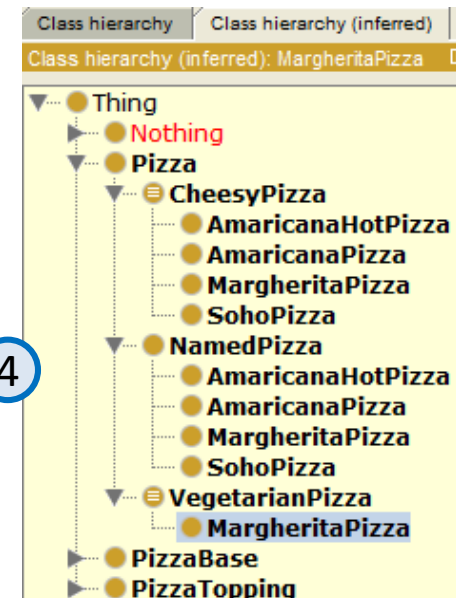 Class hierarchy Class hierarchy (inferred)
Class hierarchy (inferred): MargheritaPizza
Thing
Nothing
Pizza
CheesyPizza
AmaricanaHotPizza
AmaricanaPizza
MargheritaPizza
SohoPizza
4 NamedPizza
AmaricanaHotPizza
AmaricanaPizza
MargheritaPizza
SohoPizza
VegetarianPizza
MargheritaPizza
PizzaBase
PizzaTopping